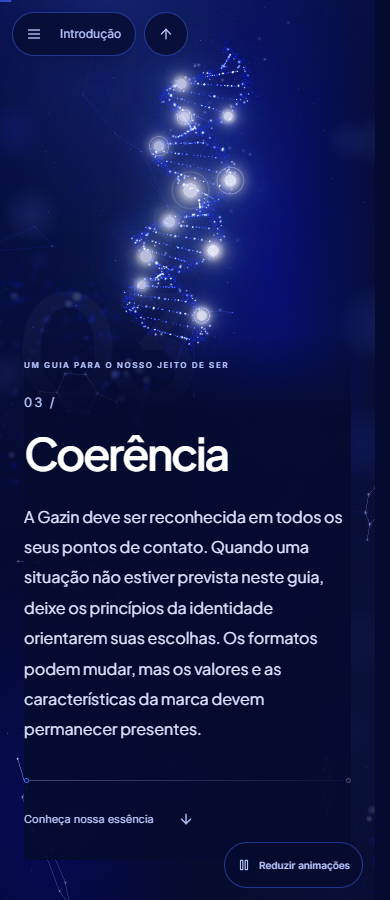 Introdução
UM GUIA PARA O NOSSO JEITO DE SER
03 /
Coerência
A Gazin deve ser reconhecida em todos os
seus pontos de contato. Quando uma
situação não estiver prevista neste guia,
deixe os princípios da identidade
orientarem suas escolhas. Os formatos
podem mudar, mas os valores e as
características da marca devem
permanecer presentes.
Conheça nossa essência
Reduzir animações